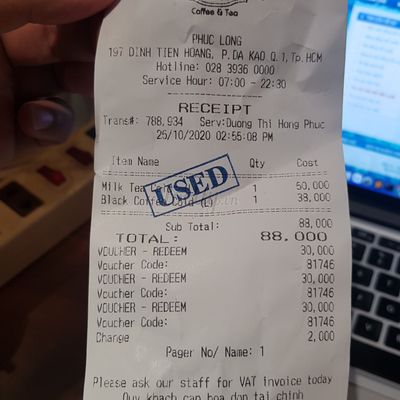 Coffee & Tea
PHUC LONG
197 DINH TIEN HOANG, P.DA KAO Q.1,Tp.HCM
Hotline: 028 3936 0000
Service Hour: 07:00 - 22:30
RECEIPT
Trans#: 788,934 Serv:Duong Thi Hong Phuc
25/10/2020 02:55:08 PM
Item Name Qty Cost
Milk Tea 1 50,000
Black Coffee Cold (L) 1 38,000
USED
Sub Total: 88,000
TOTAL: 88,000
VOUCHER - REDEEM 30,000
Voucher Code: 81746
VOUCHER - REDEEM 30,000
Voucher Code: 81746
VOUCHER - REDEEM 30,000
Voucher Code: 81746
Change 2,000
Pager No/ Name: 1
Please ask our staff for VAT invoice today
Quy khach can hoa don tai chinh